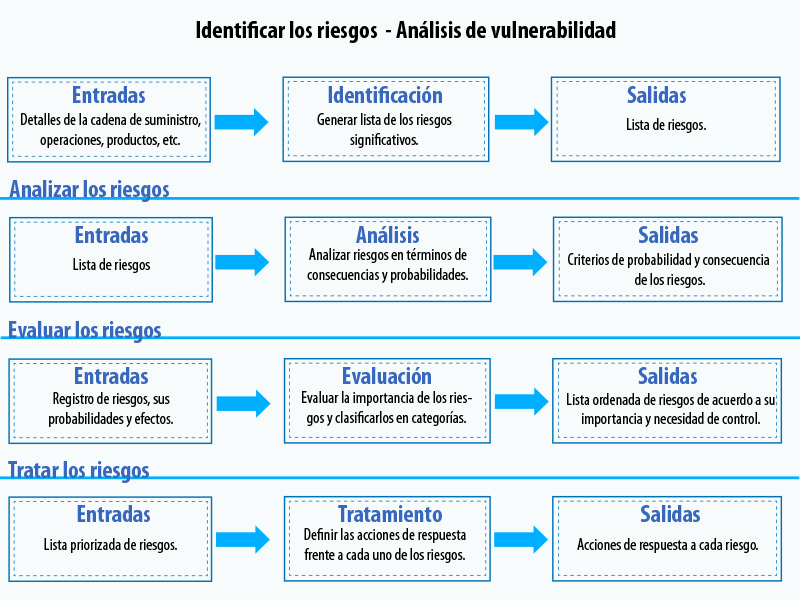 Identificar los riesgos - Análisis de vulnerabilidad
Entradas
Detalles de la cadena de suministro,
operaciones, productos, etc.
Identificación
Generar lista de los riesgos
significativos.
Salidas
Lista de riesgos.
Analizar los riesgos
Entradas
Lista de riesgos
Análisis
Analizar riesgos en términos de
consecuencias y probabilidades.
Salidas
Criterios de probabilidad y consecuencia
de los riesgos.
Evaluar los riesgos
Entradas
Registro de riesgos, sus
probabilidades y efectos.
Evaluación
Evaluar la importancia de los ries-
gos y clasificarlos en categorías.
Salidas
Lista ordenada de riesgos de acuerdo a su
importancia y necesidad de control.
Tratar los riesgos
Entradas
Lista priorizada de riesgos.
Tratamiento
Definir las acciones de respuesta
frente a cada uno de los riesgos.
Salidas
Acciones de respuesta a cada riesgo.